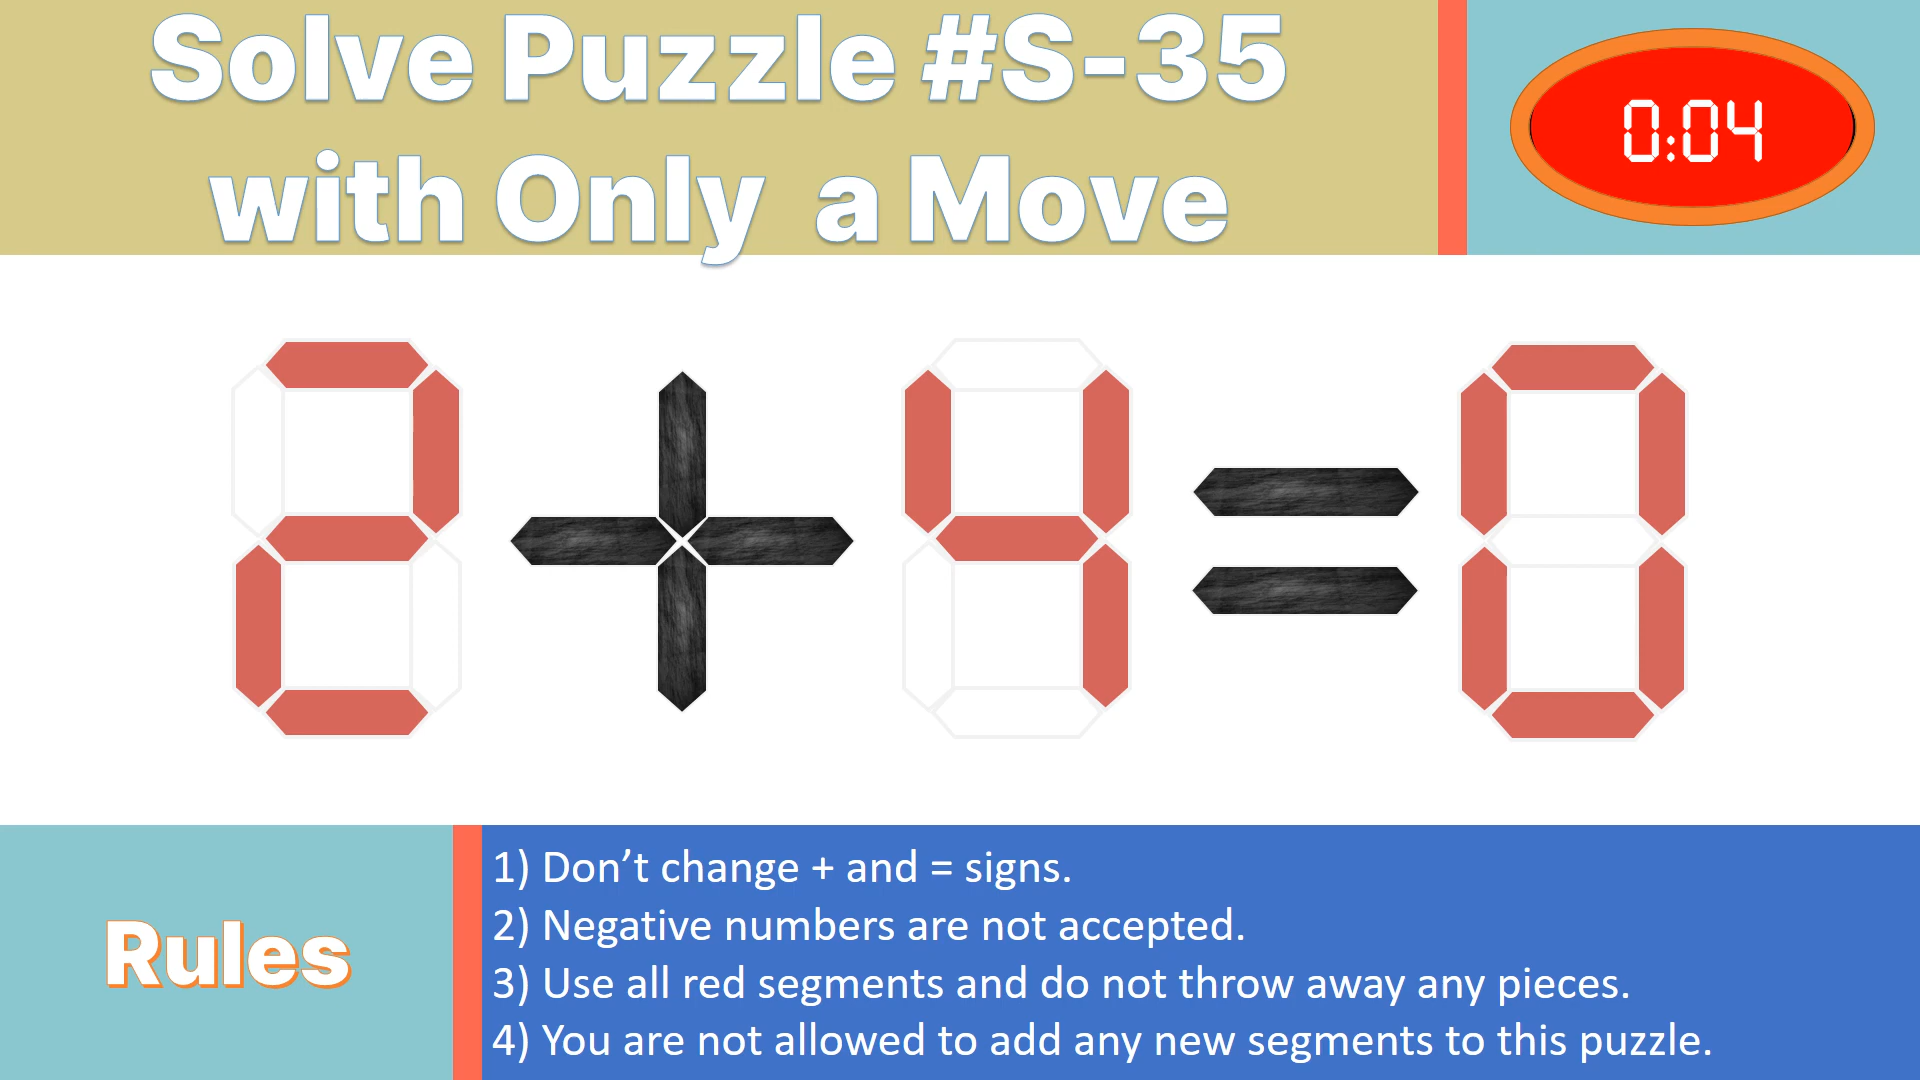 Solve Puzzle #S-35
with Only a Move
0:04
2 + 4 = 0
Rules
1) Don’t change + and = signs.
2) Negative numbers are not accepted.
3) Use all red segments and do not throw away any pieces.
4) You are not allowed to add any new segments to this puzzle.